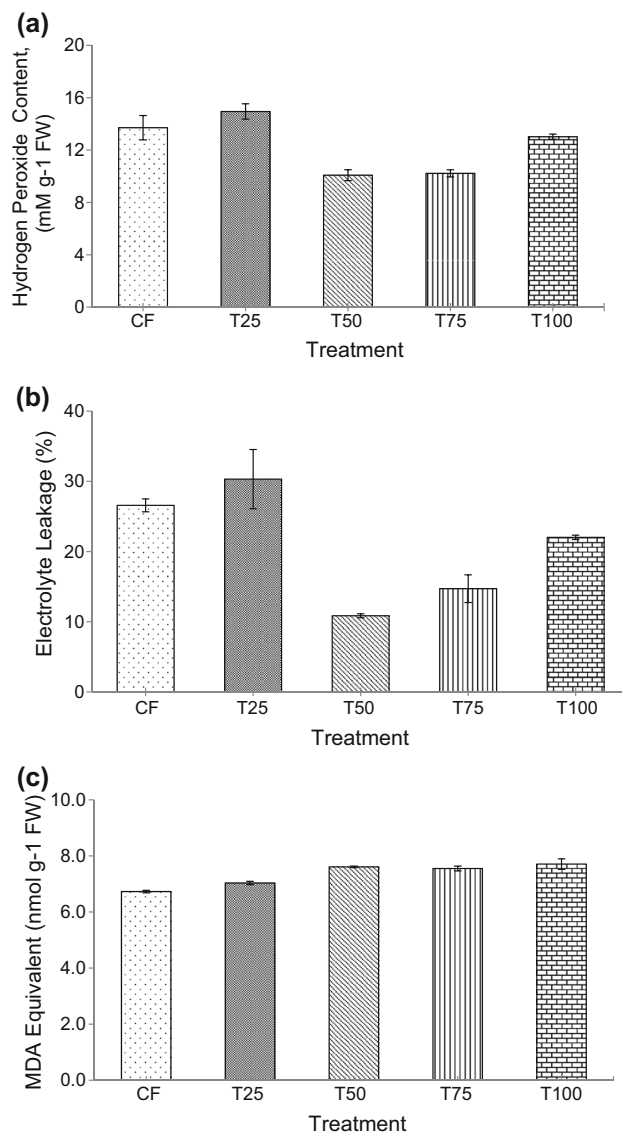 (a)
Hydrogen Peroxide Content,
(mM g-1 FW)
20
16
12
8
4
0
CF T25 T50 T75 T100
Treatment
(b)
Electrolyte Leakage (%)
40
30
20
10
0
CF T25 T50 T75 T100
Treatment
(c)
MDA Equivalent (nmol g-1 FW)
10.0
8.0
6.0
4.0
2.0
0.0
CF T25 T50 T75 T100
Treatment